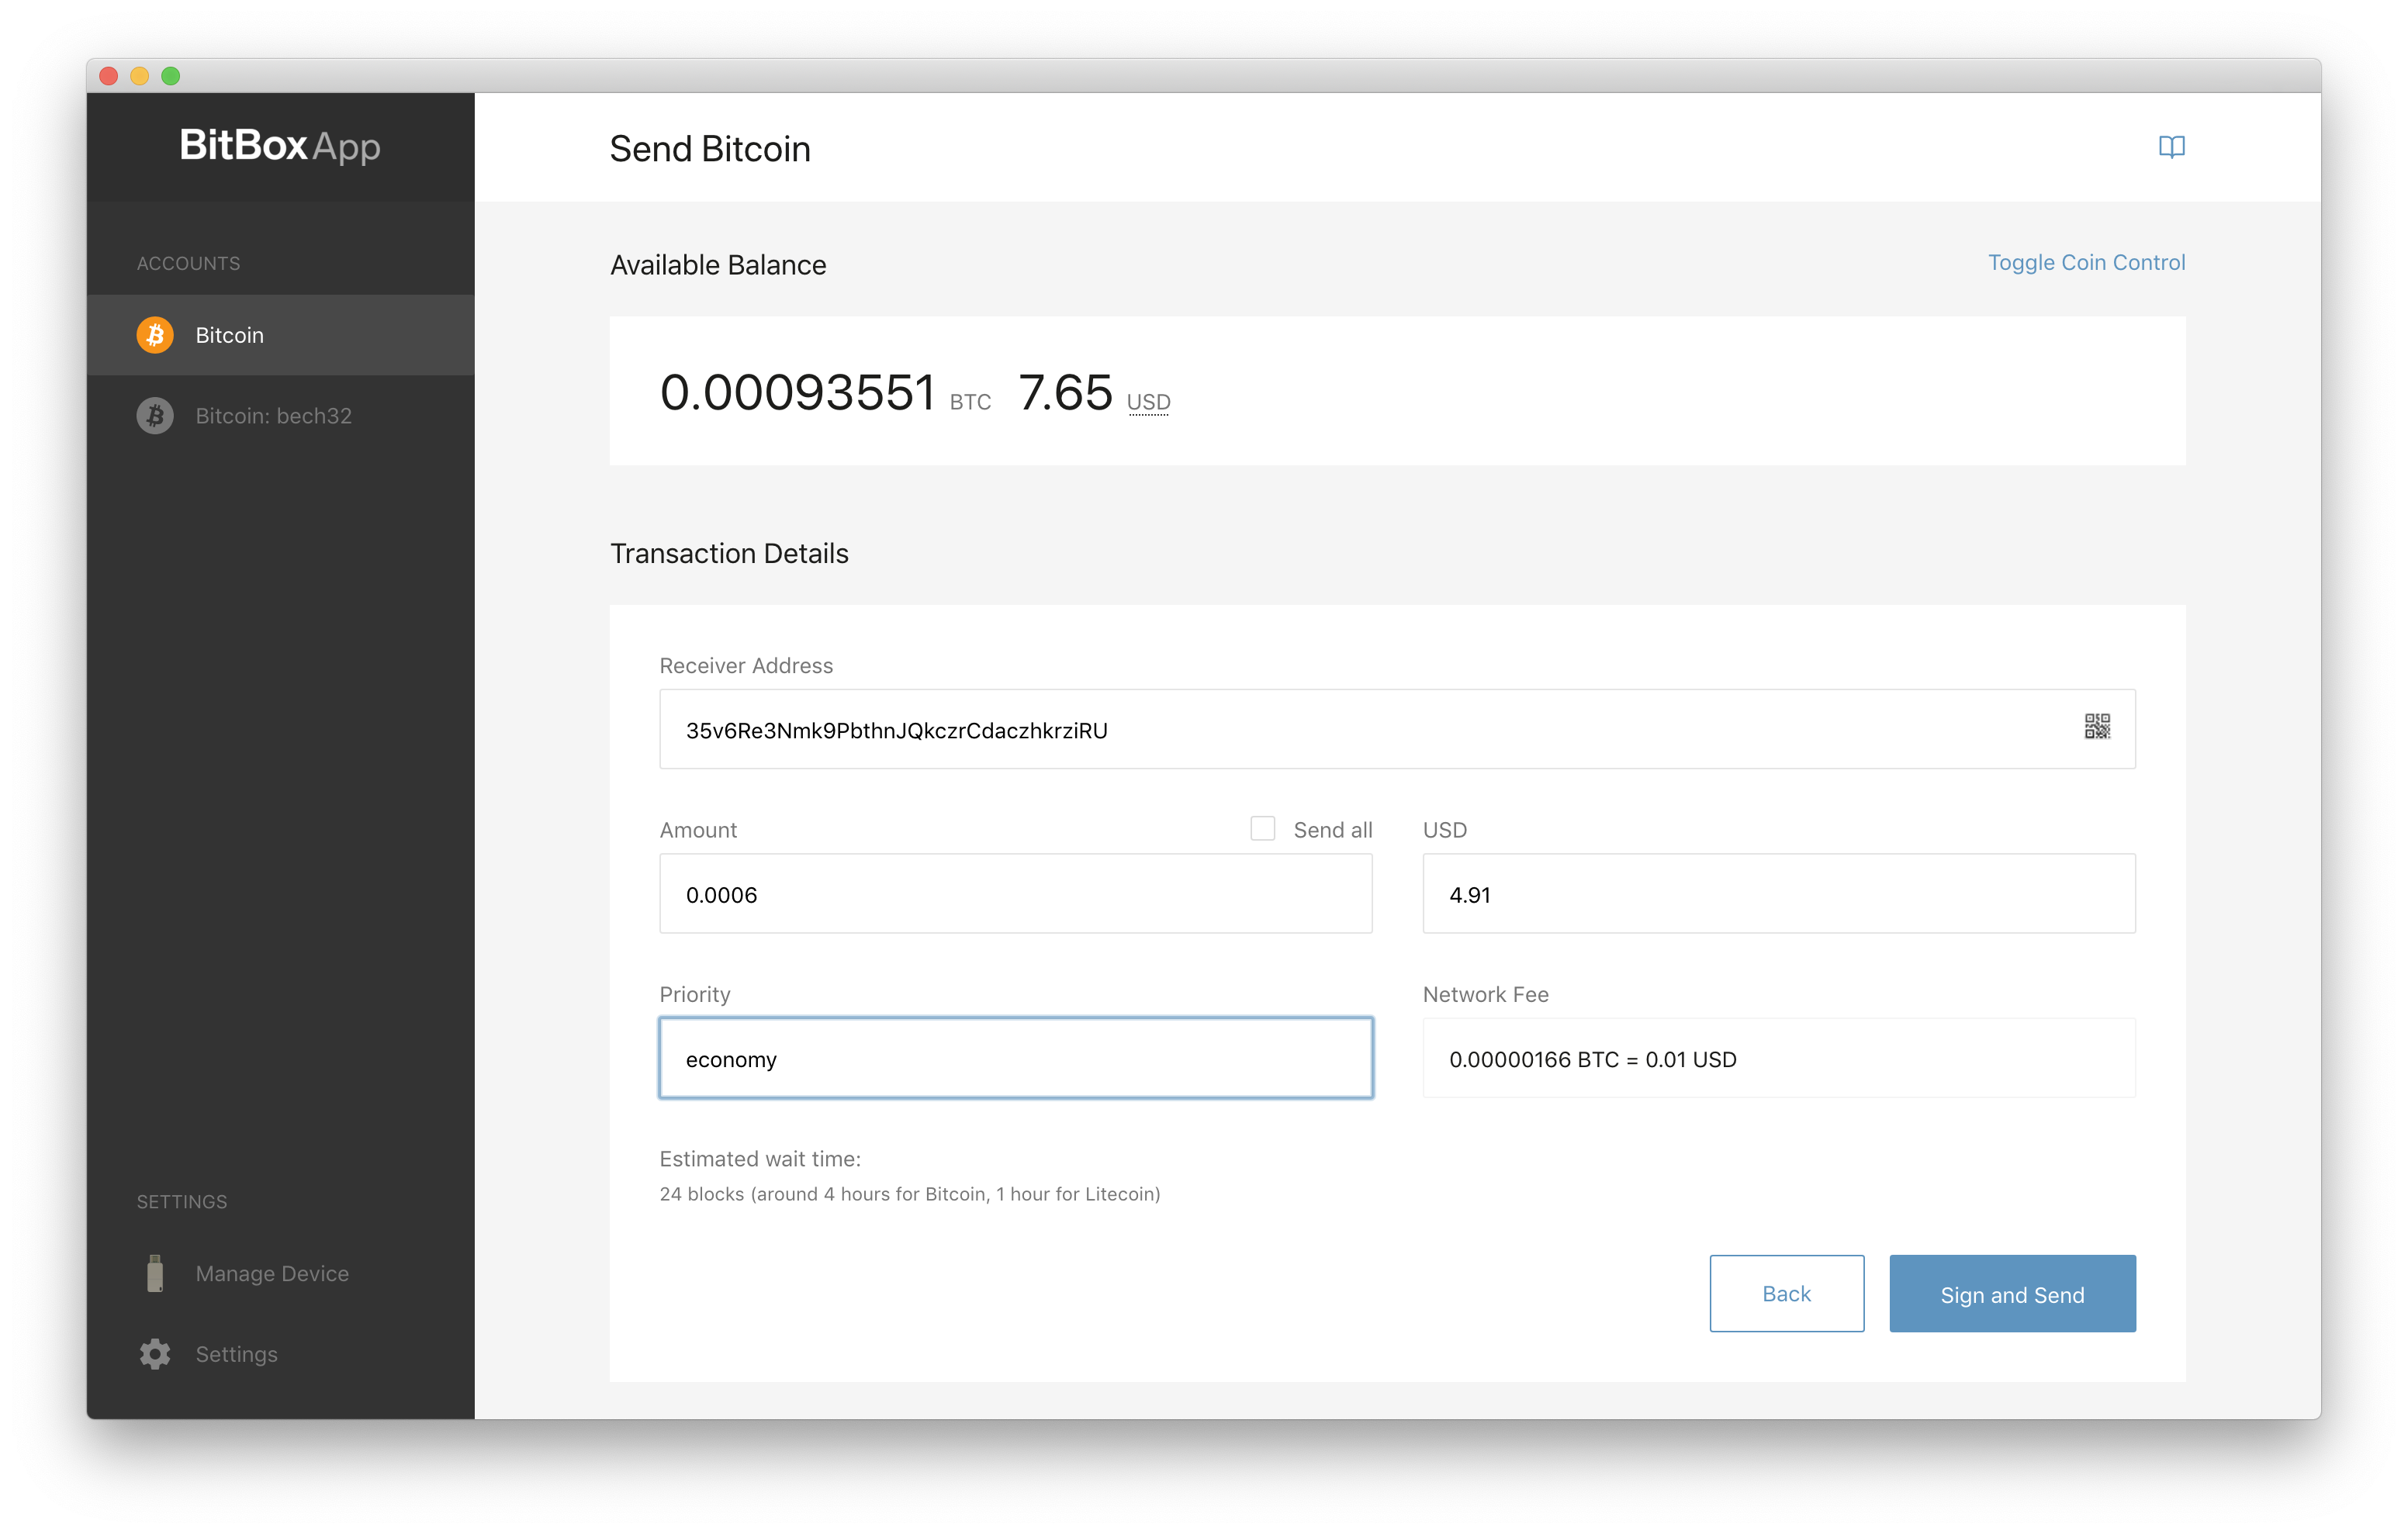 BitBox App
Send Bitcoin
ACCOUNTS
Bitcoin
Bitcoin: bech32
Available Balance
Toggle Coin Control
0.00093551 BTC 7.65 USD
Transaction Details
Receiver Address
35v6Re3Nmk9PbthnJQkczrCdaczhkrziRU
Amount
Send all
USD
0.0006
4.91
Priority
Network Fee
economy
0.00000166 BTC = 0.01 USD
Estimated wait time:
24 blocks (around 4 hours for Bitcoin, 1 hour for Litecoin)
Back
Sign and Send
SETTINGS
Manage Device
Settings